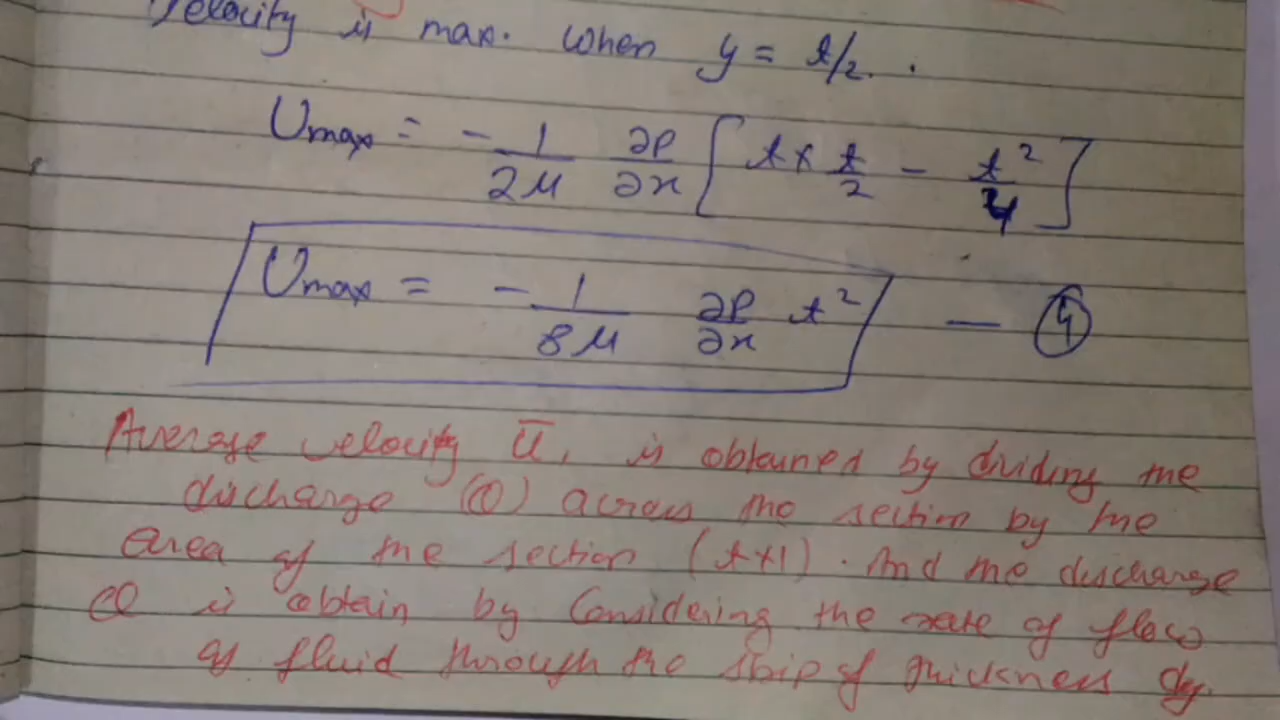 Velocity is max. when y = t/2.
Umax = - 1/2μ ∂P/∂x [ t x t/2 - t²/4 ]
Umax = - 1/8μ ∂P/∂x t² — ④
Average velocity ū, is obtained by dividing the
discharge (Q) across the section by the
area of the section (t×1). And the discharge
Q is obtain by Considering the rate of flow
of fluid through the strip of thickness dy.